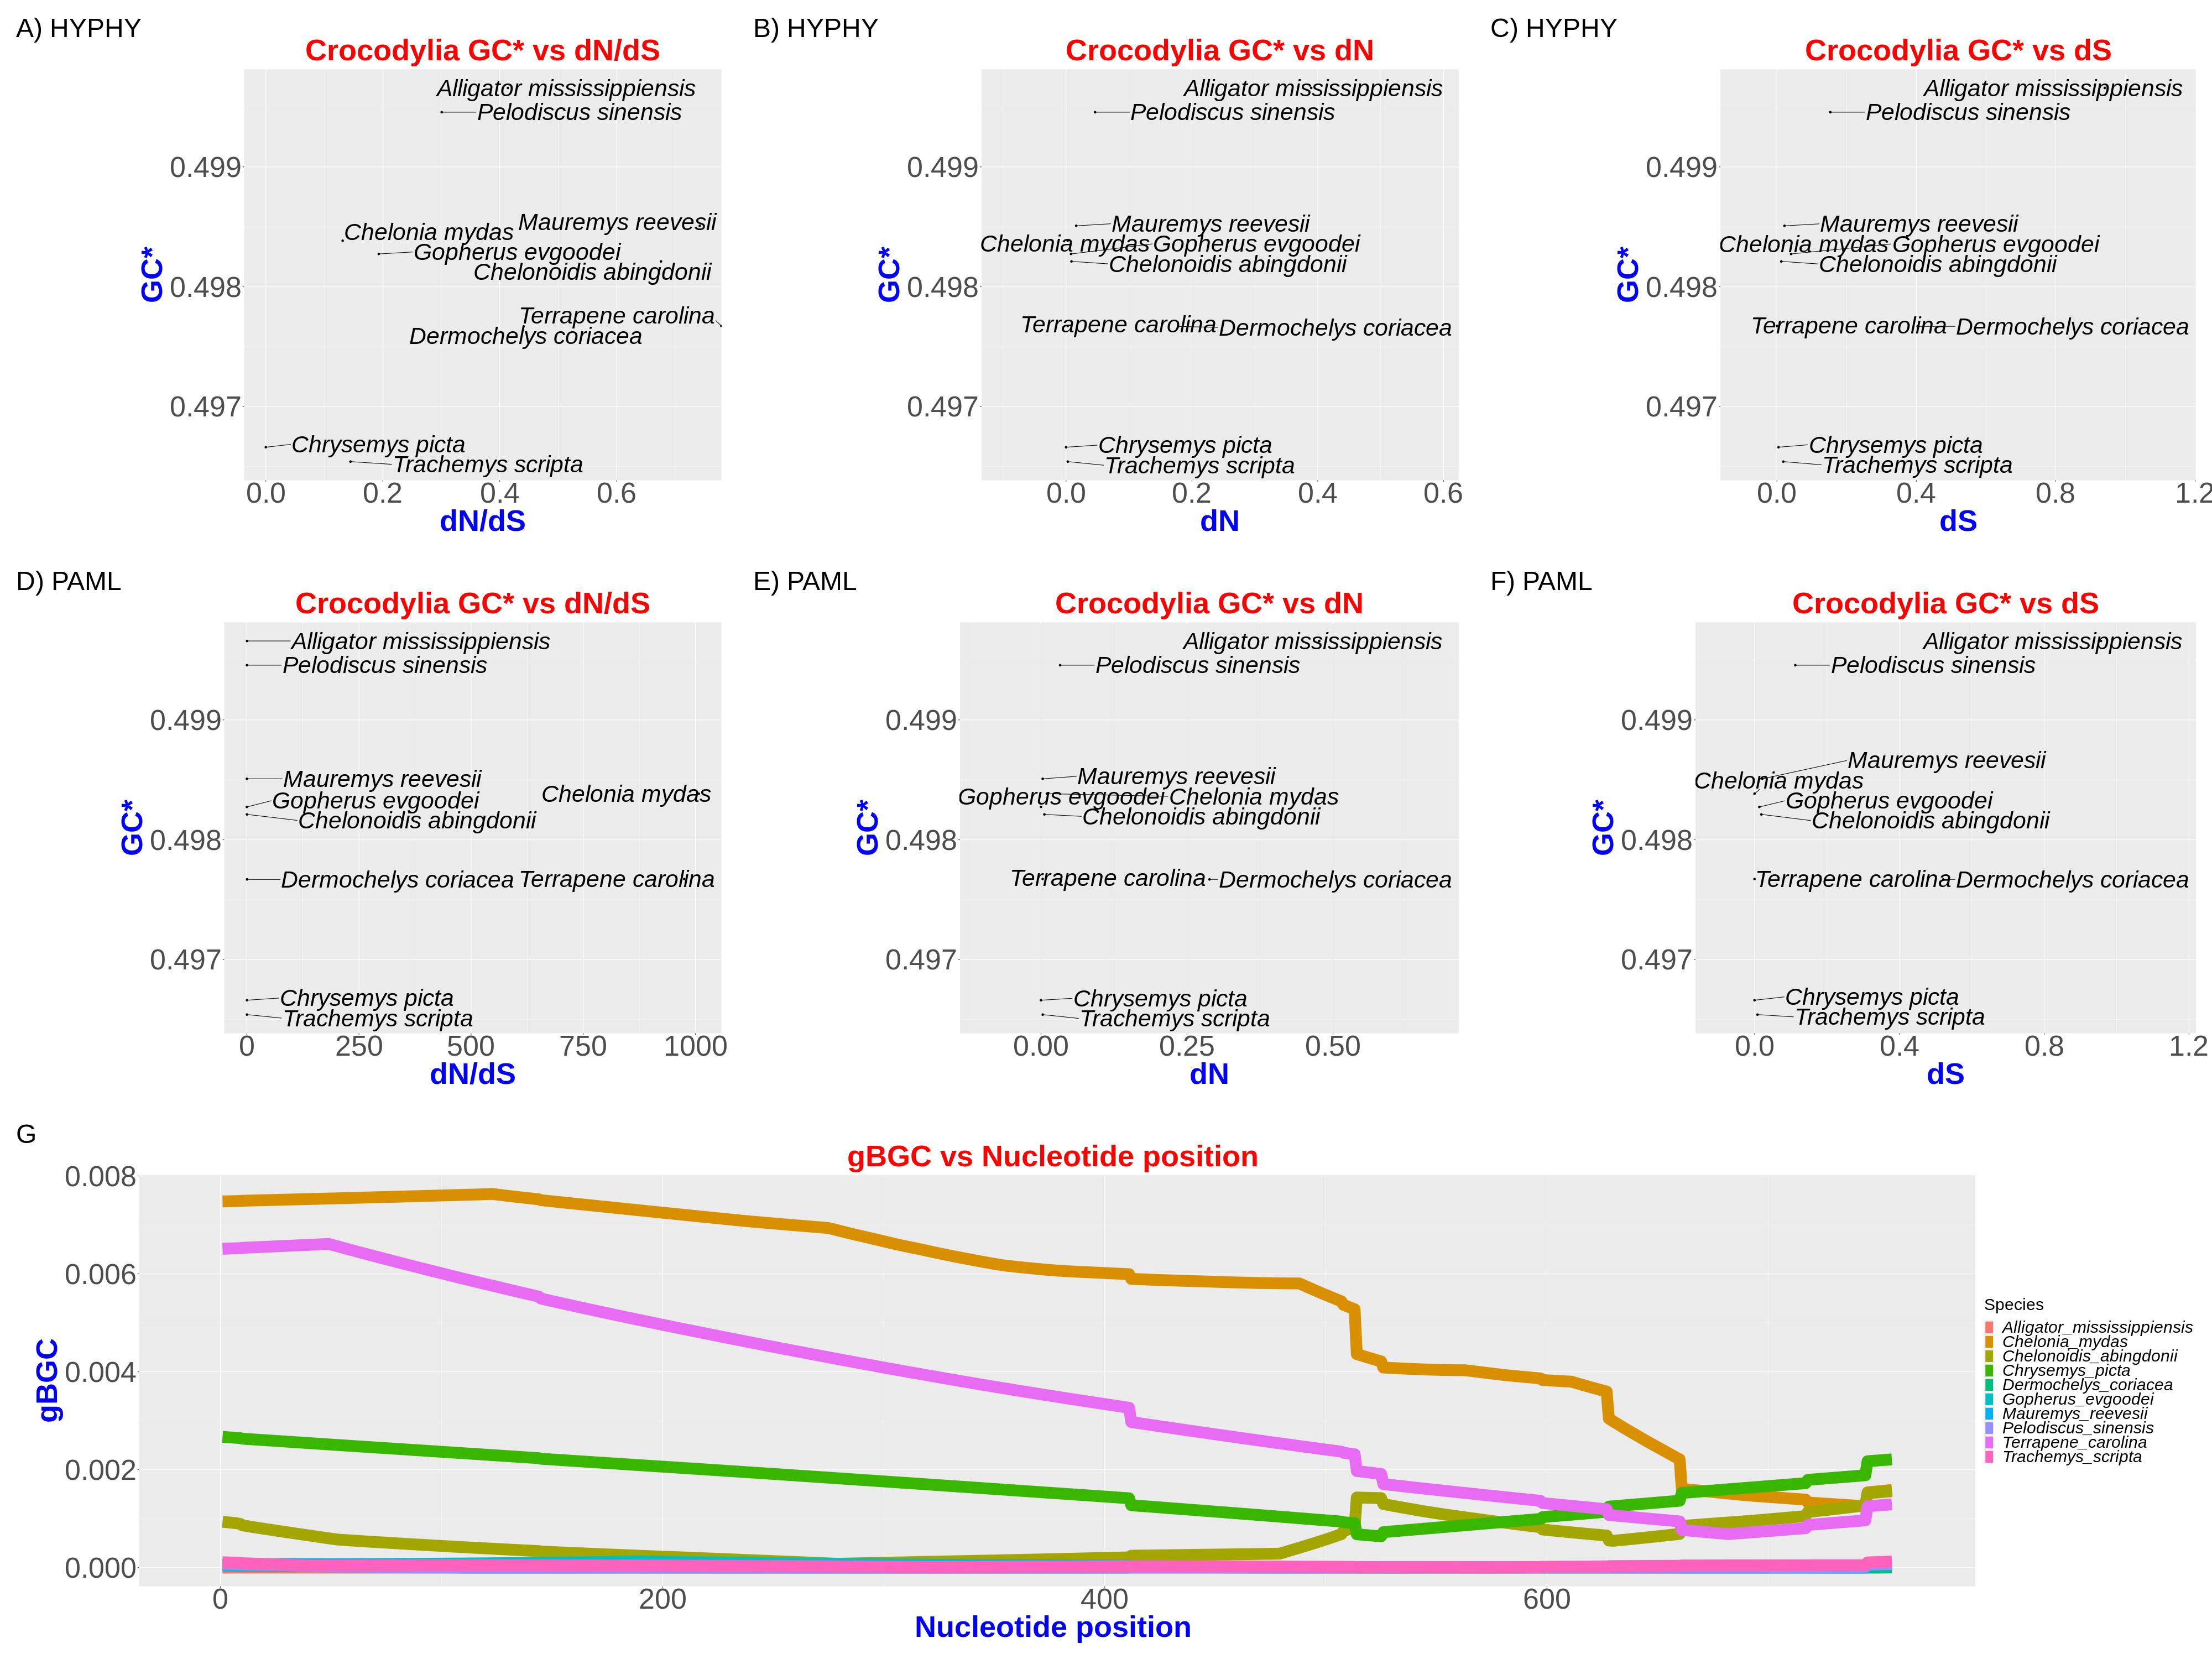 A) HYPHY
Crocodylia GC* vs dN/dS
Alligator mississippiensis
Pelodiscus sinensis
0.499
Mauremys reevesii
Chelonia mydas
Gopherus evgoodei
Chelonoidis abingdonii
GC*
0.498
Terrapene carolina
Dermochelys coriacea
0.497
Chrysemys picta
Trachemys scripta
0.0 0.2 0.4 0.6
dN/dS
B) HYPHY
Crocodylia GC* vs dN
Alligator mississippiensis
Pelodiscus sinensis
0.499
Mauremys reevesii
Chelonia mydas Gopherus evgoodei
Chelonoidis abingdonii
GC*
0.498
Terrapene carolina Dermochelys coriacea
0.497
Chrysemys picta
Trachemys scripta
0.0 0.2 0.4 0.6
dN
C) HYPHY
Crocodylia GC* vs dS
Alligator mississippiensis
Pelodiscus sinensis
0.499
Mauremys reevesii
Chelonia mydas Gopherus evgoodei
Chelonoidis abingdonii
GC*
0.498
Terrapene carolina Dermochelys coriacea
0.497
Chrysemys picta
Trachemys scripta
0.0 0.4 0.8 1.2
dS
D) PAML
Crocodylia GC* vs dN/dS
Alligator mississippiensis
Pelodiscus sinensis
0.499
Mauremys reevesii
Chelonia mydas
Gopherus evgoodei
Chelonoidis abingdonii
GC*
0.498
Dermochelys coriacea Terrapene carolina
0.497
Chrysemys picta
Trachemys scripta
0 250 500 750 1000
dN/dS
E) PAML
Crocodylia GC* vs dN
Alligator mississippiensis
Pelodiscus sinensis
0.499
Mauremys reevesii
Gopherus evgoodei Chelonia mydas
Chelonoidis abingdonii
GC*
0.498
Terrapene carolina Dermochelys coriacea
0.497
Chrysemys picta
Trachemys scripta
0.00 0.25 0.50
dN
F) PAML
Crocodylia GC* vs dS
Alligator mississippiensis
Pelodiscus sinensis
0.499
Mauremys reevesii
Chelonia mydas
Gopherus evgoodei
Chelonoidis abingdonii
GC*
0.498
Terrapene carolina Dermochelys coriacea
0.497
Chrysemys picta
Trachemys scripta
0.0 0.4 0.8 1.2
dS
G
gBGC vs Nucleotide position
0.008
0.006
0.004
gBGC
0.002
0.000
0 200 400 600
Nucleotide position
Species
Alligator_mississippiensis
Chelonia_mydas
Chelonoidis_abingdonii
Chrysemys_picta
Dermochelys_coriacea
Gopherus_evgoodei
Mauremys_reevesii
Pelodiscus_sinensis
Terrapene_carolina
Trachemys_scripta